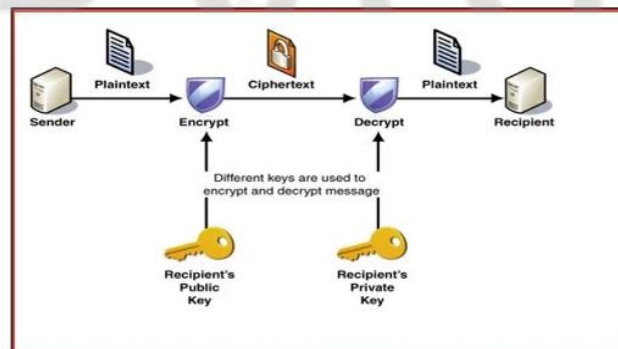 Plaintext
Ciphertext
Plaintext
Sender
Encrypt
Decrypt
Recipient
Different keys are used to
encrypt and decrypt message
Recipient's
Public
Key
Recipient's
Private
Key